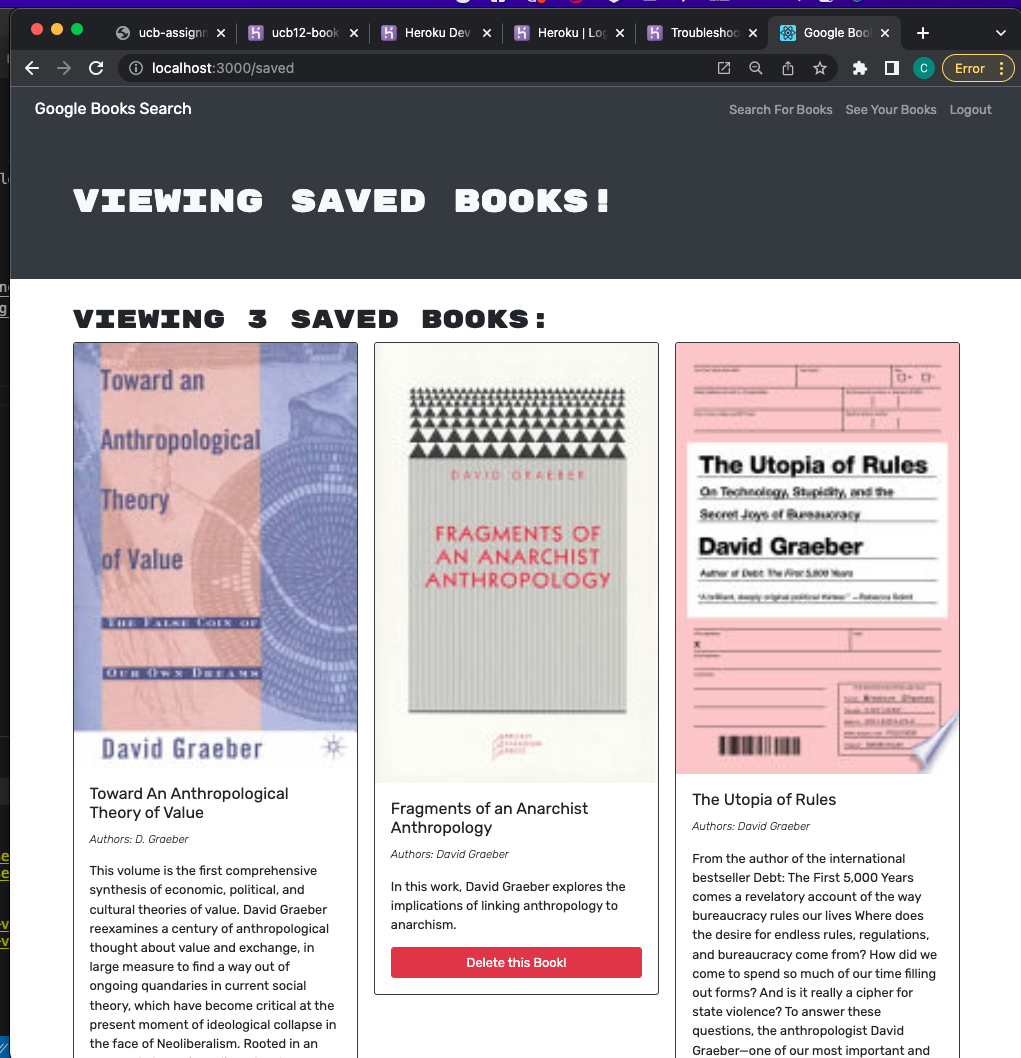 ucb-assignn
ucb12-book
Heroku Dev
Heroku | Log
Troubleshoo
Google Boo
localhost:3000/saved
C
Error
Google Books Search
Search For Books
See Your Books
Logout
VIEWING SAVED BOOKS!
VIEWING 3 SAVED BOOKS:
Toward an
Anthropological
Theory
of Value
The False Coin of
Our Own Dreams
David Graeber
Toward An Anthropological
Theory of Value
Authors: D. Graeber
This volume is the first comprehensive
synthesis of economic, political, and
cultural theories of value. David Graeber
reexamines a century of anthropological
thought about value and exchange, in
large measure to find a way out of
ongoing quandaries in current social
theory, which have become critical at the
present moment of ideological collapse in
the face of Neoliberalism. Rooted in an
DAVID GRAEBER
FRAGMENTS OF
AN ANARCHIST
ANTHROPOLOGY
Fragments of an Anarchist
Anthropology
Authors: David Graeber
In this work, David Graeber explores the
implications of linking anthropology to
anarchism.
Delete this Book!
The Utopia of Rules
On Technology, Stupidity, and the
Secret Joys of Bureaucracy
David Graeber
Author of Debt: The First 5,000 Years
"A brilliant, deeply original political thinker." —Rebecca Solnit
X
The Utopia of Rules
Authors: David Graeber
From the author of the international
bestseller Debt: The First 5,000 Years
comes a revelatory account of the way
bureaucracy rules our lives Where does
the desire for endless rules, regulations,
and bureaucracy come from? How did we
come to spend so much of our time filling
out forms? And is it really a cipher for
state violence? To answer these
questions, the anthropologist David
Graeber—one of our most important and